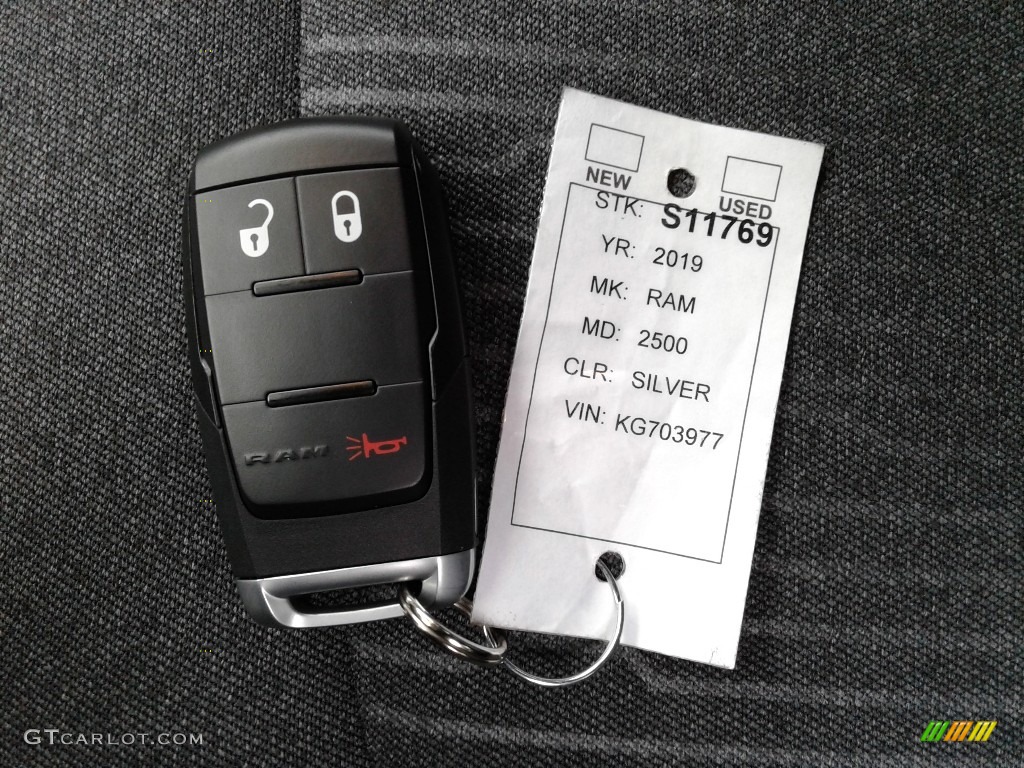 NEW
USED
STK: S11769
YR: 2019
MK: RAM
MD: 2500
CLR: SILVER
VIN: KG703977
RAM
GTCARLOT.COM